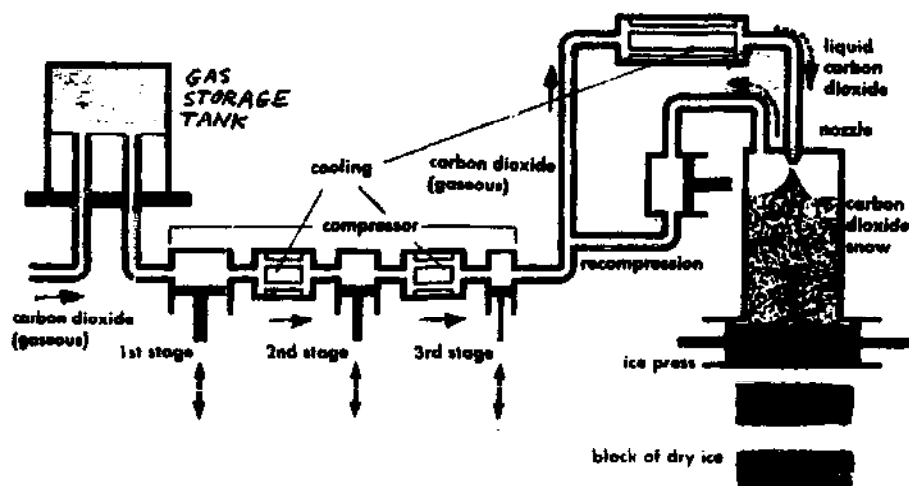 GAS
STORAGE
TANK
liquid
carbon
dioxide
nozzle
cooling
carbon dioxide
(gaseous)
compressor
carbon
dioxide
snow
recompression
carbon dioxide
(gaseous)
1st stage
2nd stage
3rd stage
ice press
block of dry ice